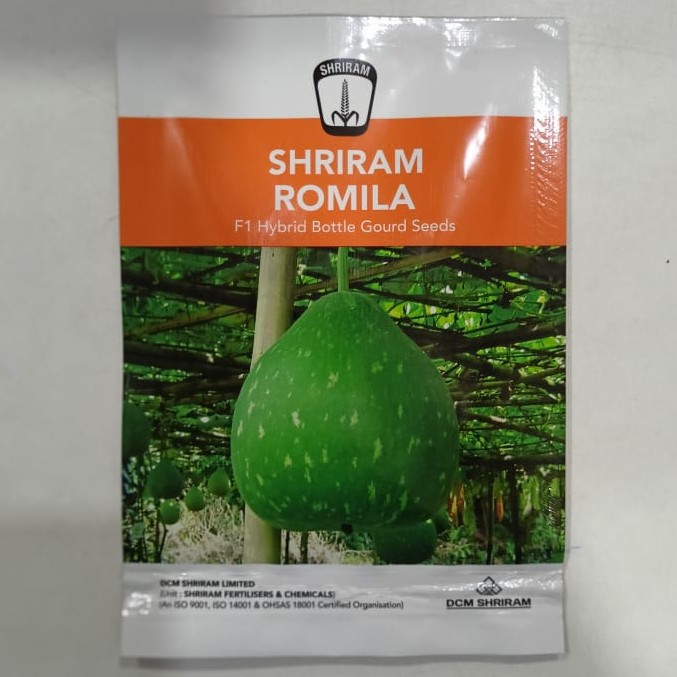 SHRIRAM
SHRIRAM
ROMILA
F1 Hybrid Bottle Gourd Seeds
DCM SHRIRAM LIMITED
(Unit : SHRIRAM FERTILISERS & CHEMICALS)
(An ISO 9001, ISO 14001 & OHSAS 18001 Certified Organisation)
DCM SHRIRAM